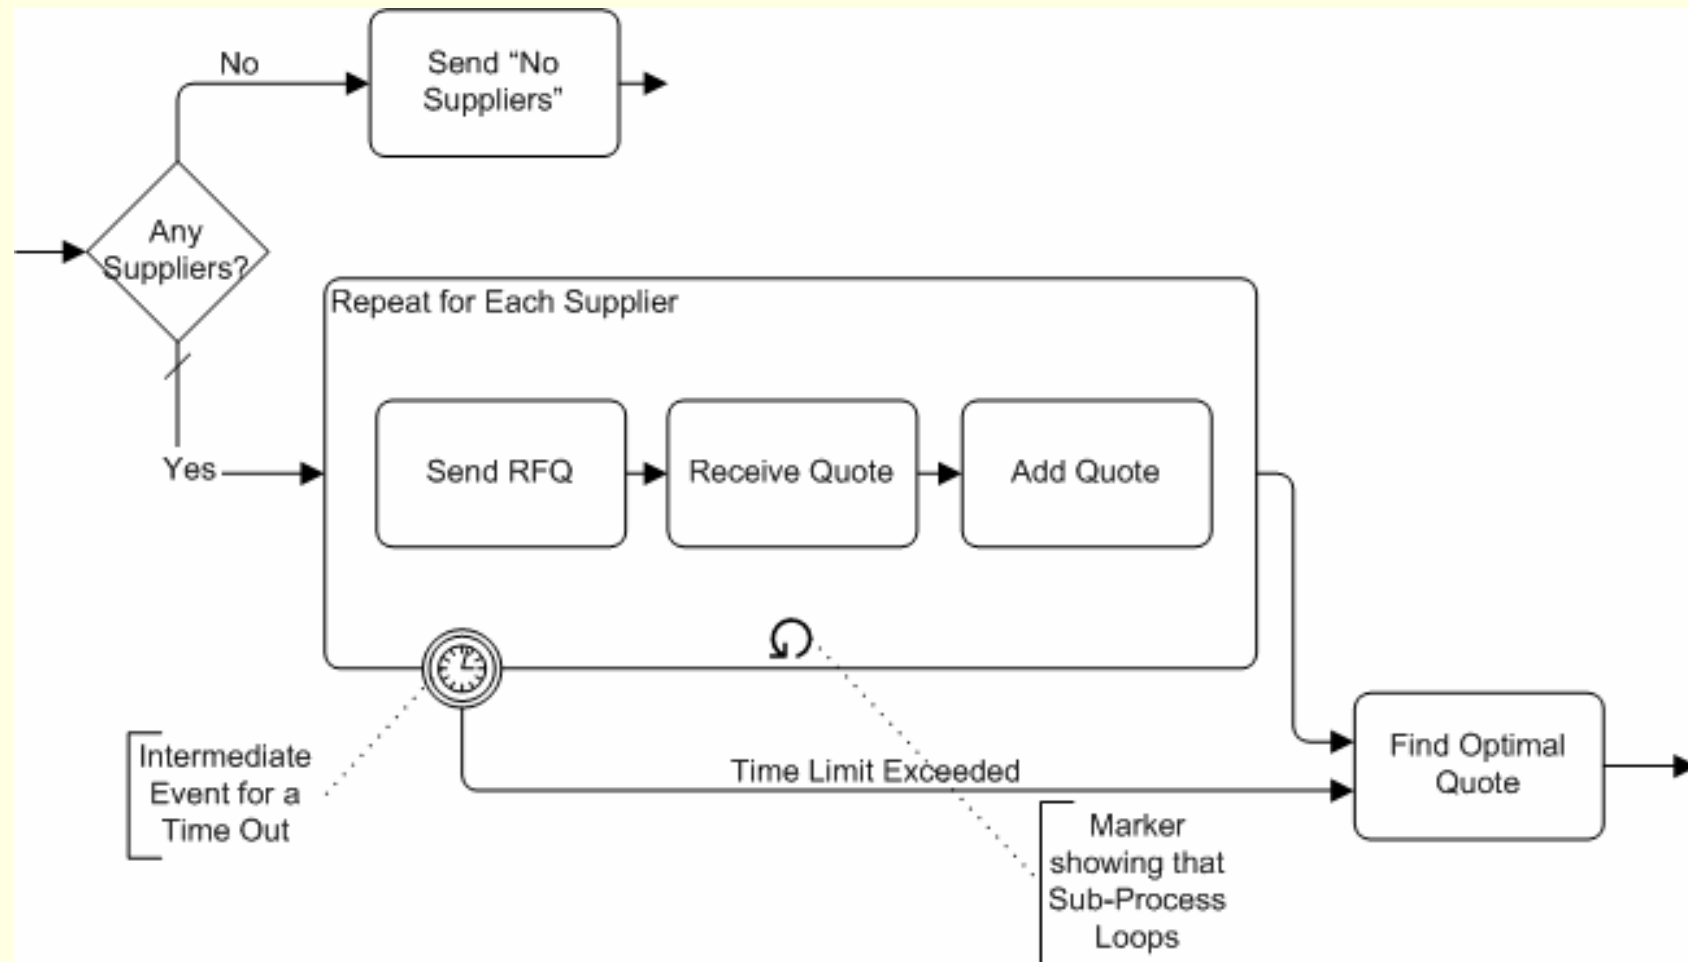 No
Send “No
Suppliers”
Any
Suppliers?
Repeat for Each Supplier
Yes
Send RFQ
Receive Quote
Add Quote
Intermediate
Event for a
Time Out
Time Limit Exceeded
Find Optimal
Quote
Marker
showing that
Sub-Process
Loops